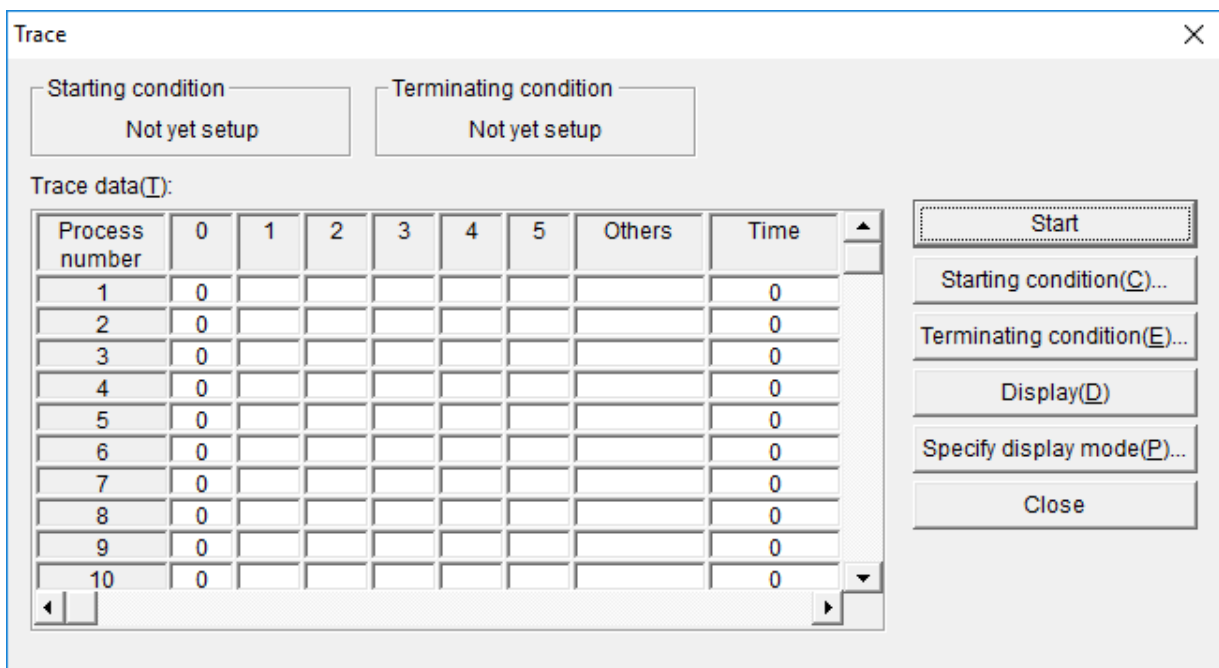 Trace
Starting condition
Terminating condition
Not yet setup
Not yet setup
Trace data(T):
Process number 0 1 2 3 4 5 Others Time
1 0 0
2 0 0
3 0 0
4 0 0
5 0 0
6 0 0
7 0 0
8 0 0
9 0 0
10 0 0
Start
Starting condition(C)...
Terminating condition(E)...
Display(D)
Specify display mode(P)...
Close